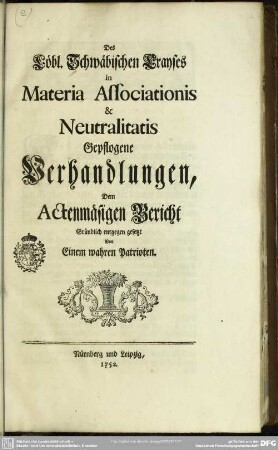 Des
Löbl. Schwäbischen Crayses
in
Materia Associationis
&
Neutralitatis
Gepflogene
Verhandlungen,
Dem
Actenmäsigen Bericht
Gründlich entgegen gesetzt
Von
Einem wahren Patrioten.
Nürnberg und Leipzig,
1752.